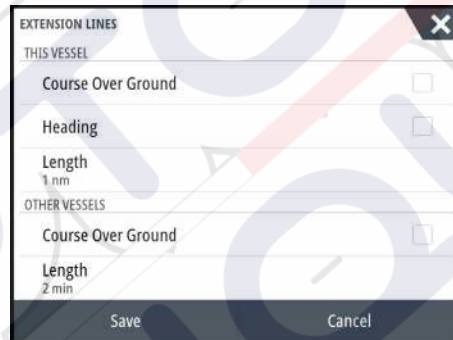 EXTENSION LINES
THIS VESSEL
Course Over Ground
Heading
Length
1 nm
OTHER VESSELS
Course Over Ground
Length
2 min
Save Cancel